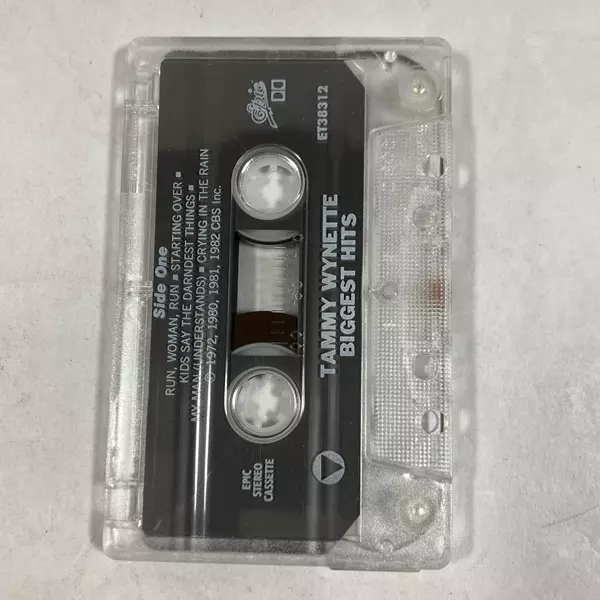 Epic
ET38312
TAMMY WYNETTE
BIGGEST HITS
EPIC
STEREO
CASSETTE
Side One
RUN, WOMAN, RUN ■ STARTING OVER ■
KIDS SAY THE DARNDEST THINGS ■
MY MAN (UNDERSTANDS) ■ CRYING IN THE RAIN
℗ 1972, 1980, 1981, 1982 CBS Inc.